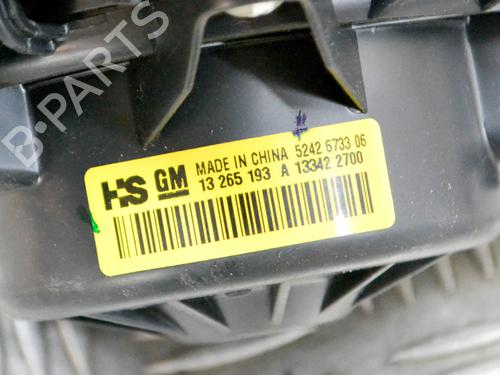 B-PARTS
HS GM MADE IN CHINA 5242 6733 06
13 265 193 A 13342 2700